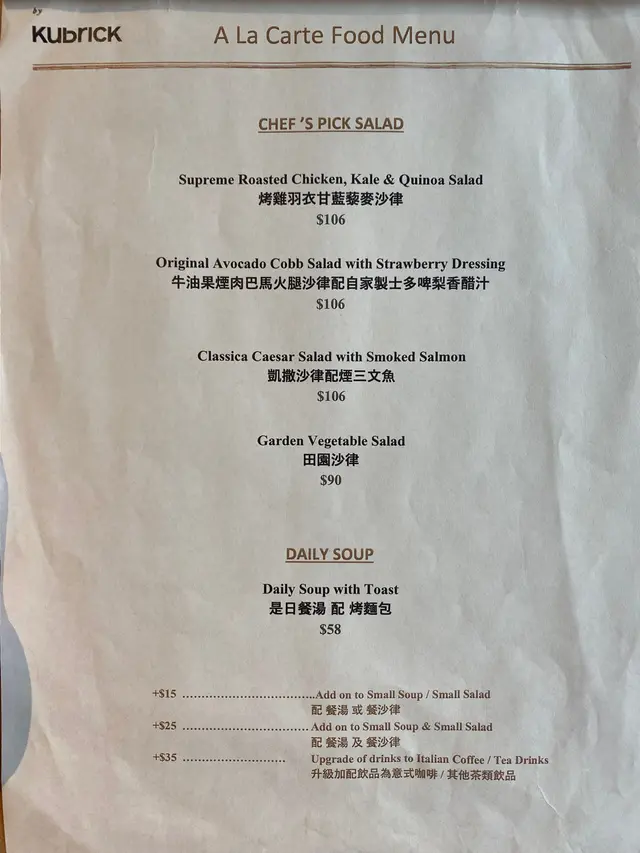 by
KUBRICK
A La Carte Food Menu
CHEF 'S PICK SALAD
Supreme Roasted Chicken, Kale & Quinoa Salad
烤雞羽衣甘藍藜麥沙律
$106
Original Avocado Cobb Salad with Strawberry Dressing
牛油果煙肉巴馬火腿沙律配自家製士多啤梨香醋汁
$106
Classica Caesar Salad with Smoked Salmon
凱撒沙律配煙三文魚
$106
Garden Vegetable Salad
田園沙律
$90
DAILY SOUP
Daily Soup with Toast
是日餐湯 配 烤麵包
$58
+$15 ……………………………..Add on to Small Soup / Small Salad
配 餐湯 或 餐沙律
+$25 ……………………………Add on to Small Soup & Small Salad
配 餐湯 及 餐沙律
+$35 ……………………… Upgrade of drinks to Italian Coffee / Tea Drinks
升級加配飲品為意式咖啡 / 其他茶類飲品